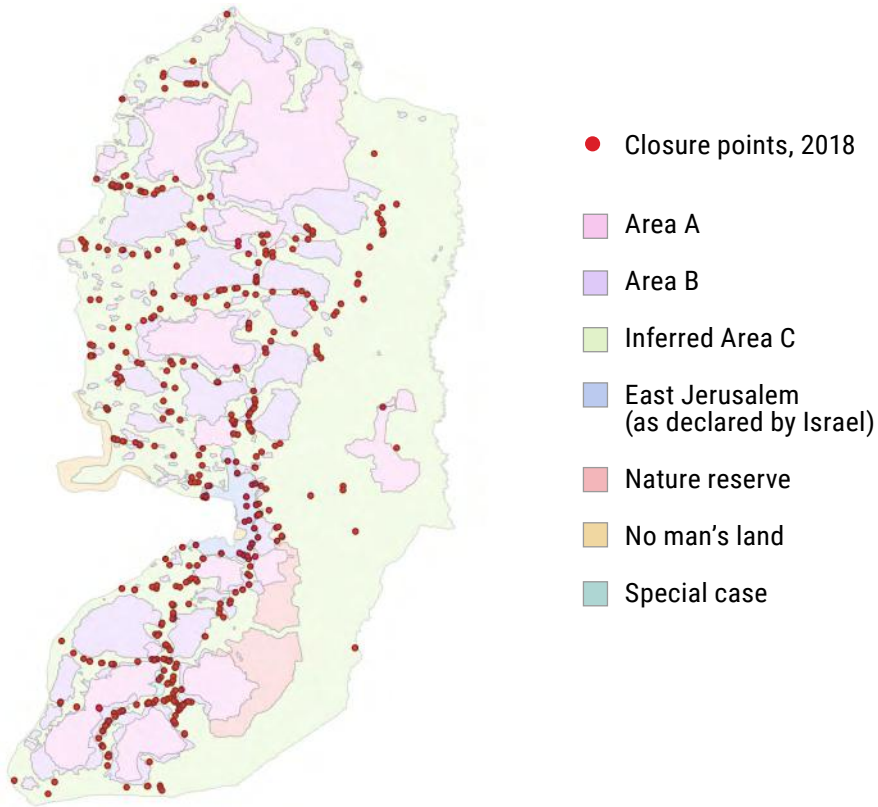 Closure points, 2018
Area A
Area B
Inferred Area C
East Jerusalem
(as declared by Israel)
Nature reserve
No man’s land
Special case